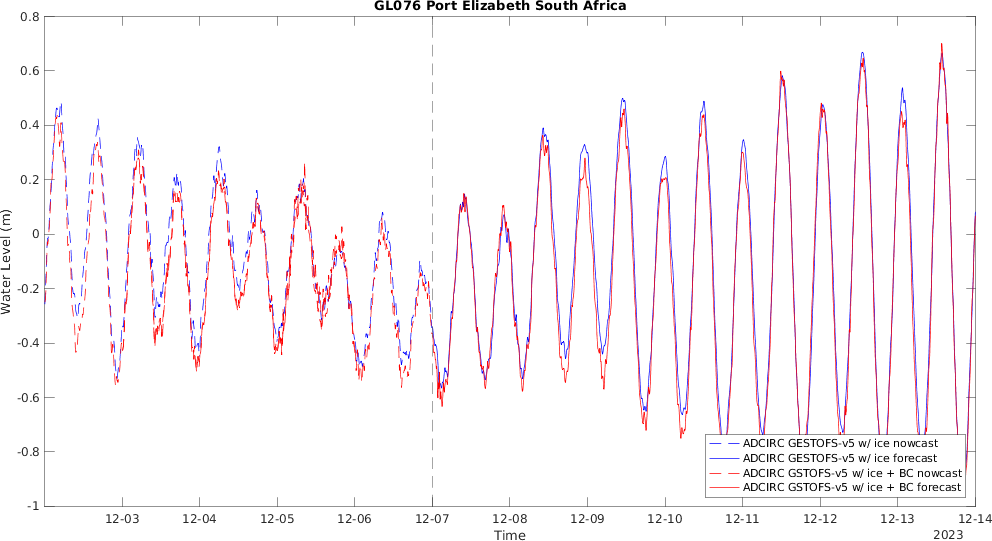 GL076 Port Elizabeth South Africa
0.8
0.6
0.4
0.2
0
-0.2
-0.4
-0.6
-0.8
-1
Water Level (m)
ADCIRC GESTOFS-v5 w/ ice nowcast
ADCIRC GESTOFS-v5 w/ ice forecast
ADCIRC GSTOFS-v5 w/ ice + BC nowcast
ADCIRC GSTOFS-v5 w/ ice + BC forecast
12-03 12-04 12-05 12-06 12-07 12-08 12-09 12-10 12-11 12-12 12-13 12-14
Time
2023